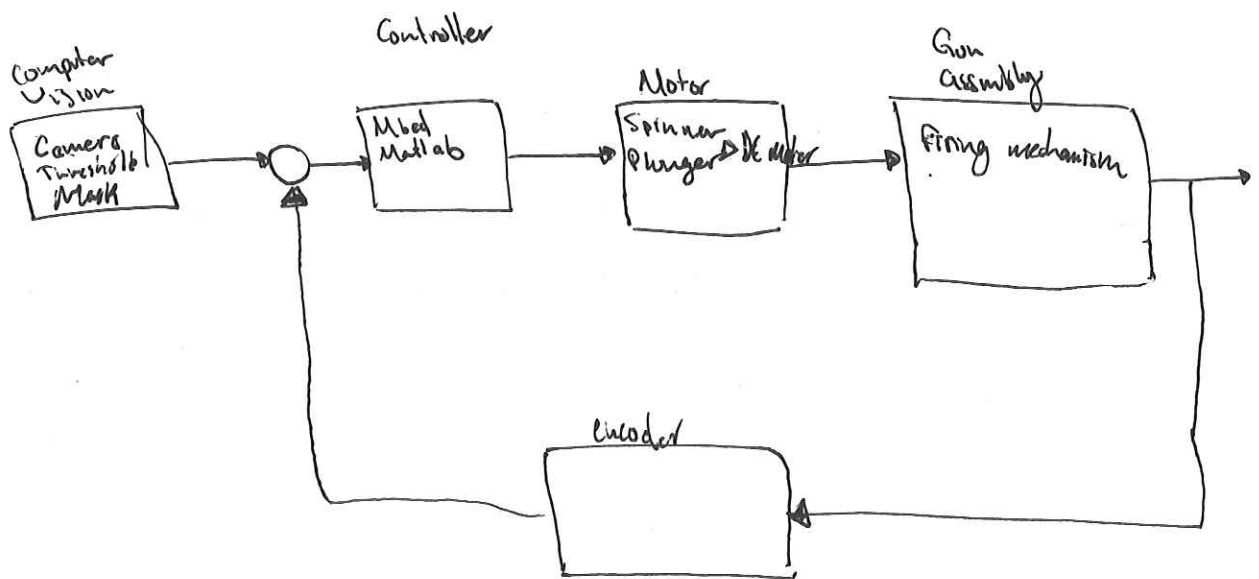 Computer
Vision
Camera
Threshold
Mask
Controller
Mbed
Matlab
Motor
Spinner
Plunger
DC Motor
Gun
assembly
Firing mechanism
encoder